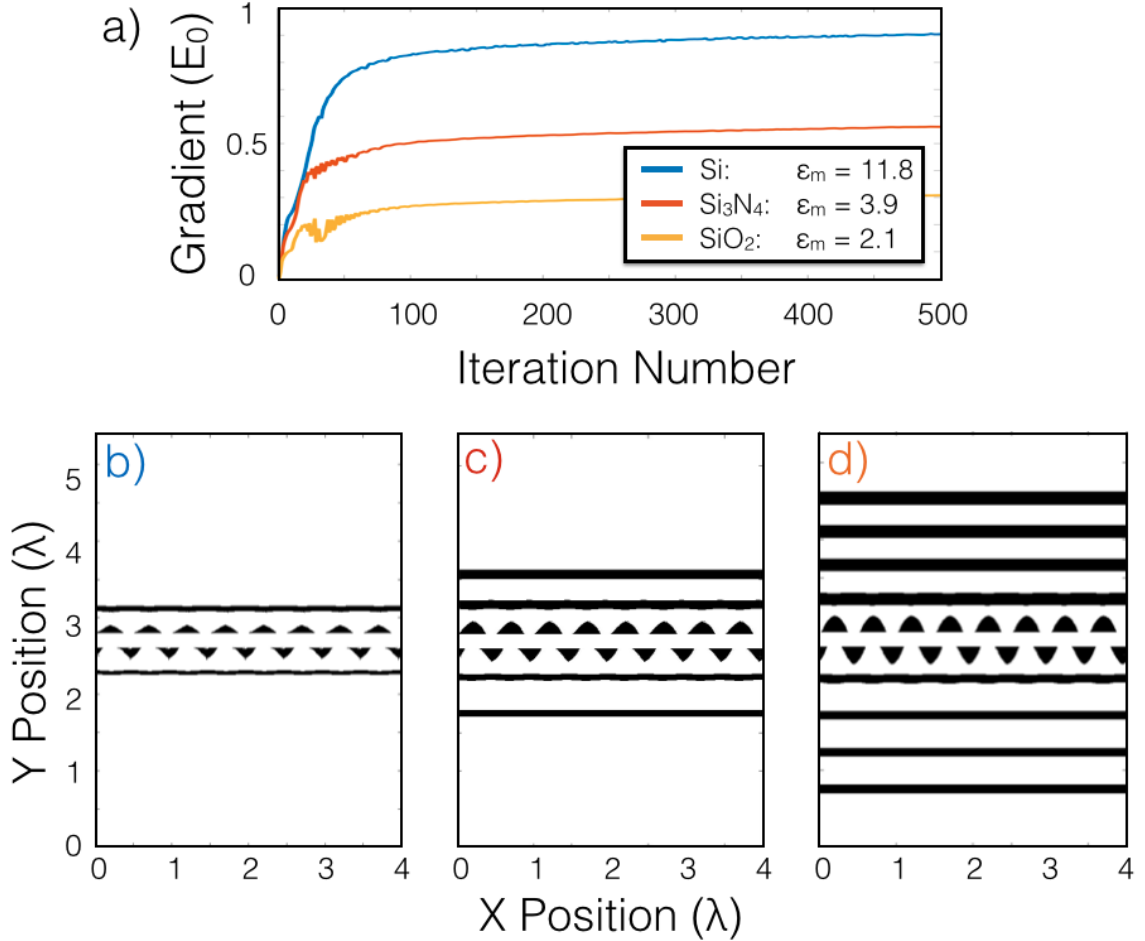 a)
Gradient (E₀)
1
0.5
0
Si: εₘ = 11.8
Si₃N₄: εₘ = 3.9
SiO₂: εₘ = 2.1
0 100 200 300 400 500
Iteration Number
b) c) d)
Y Position (λ)
5
4
3
2
1
0
0 1 2 3 4 0 1 2 3 4 0 1 2 3 4
X Position (λ)